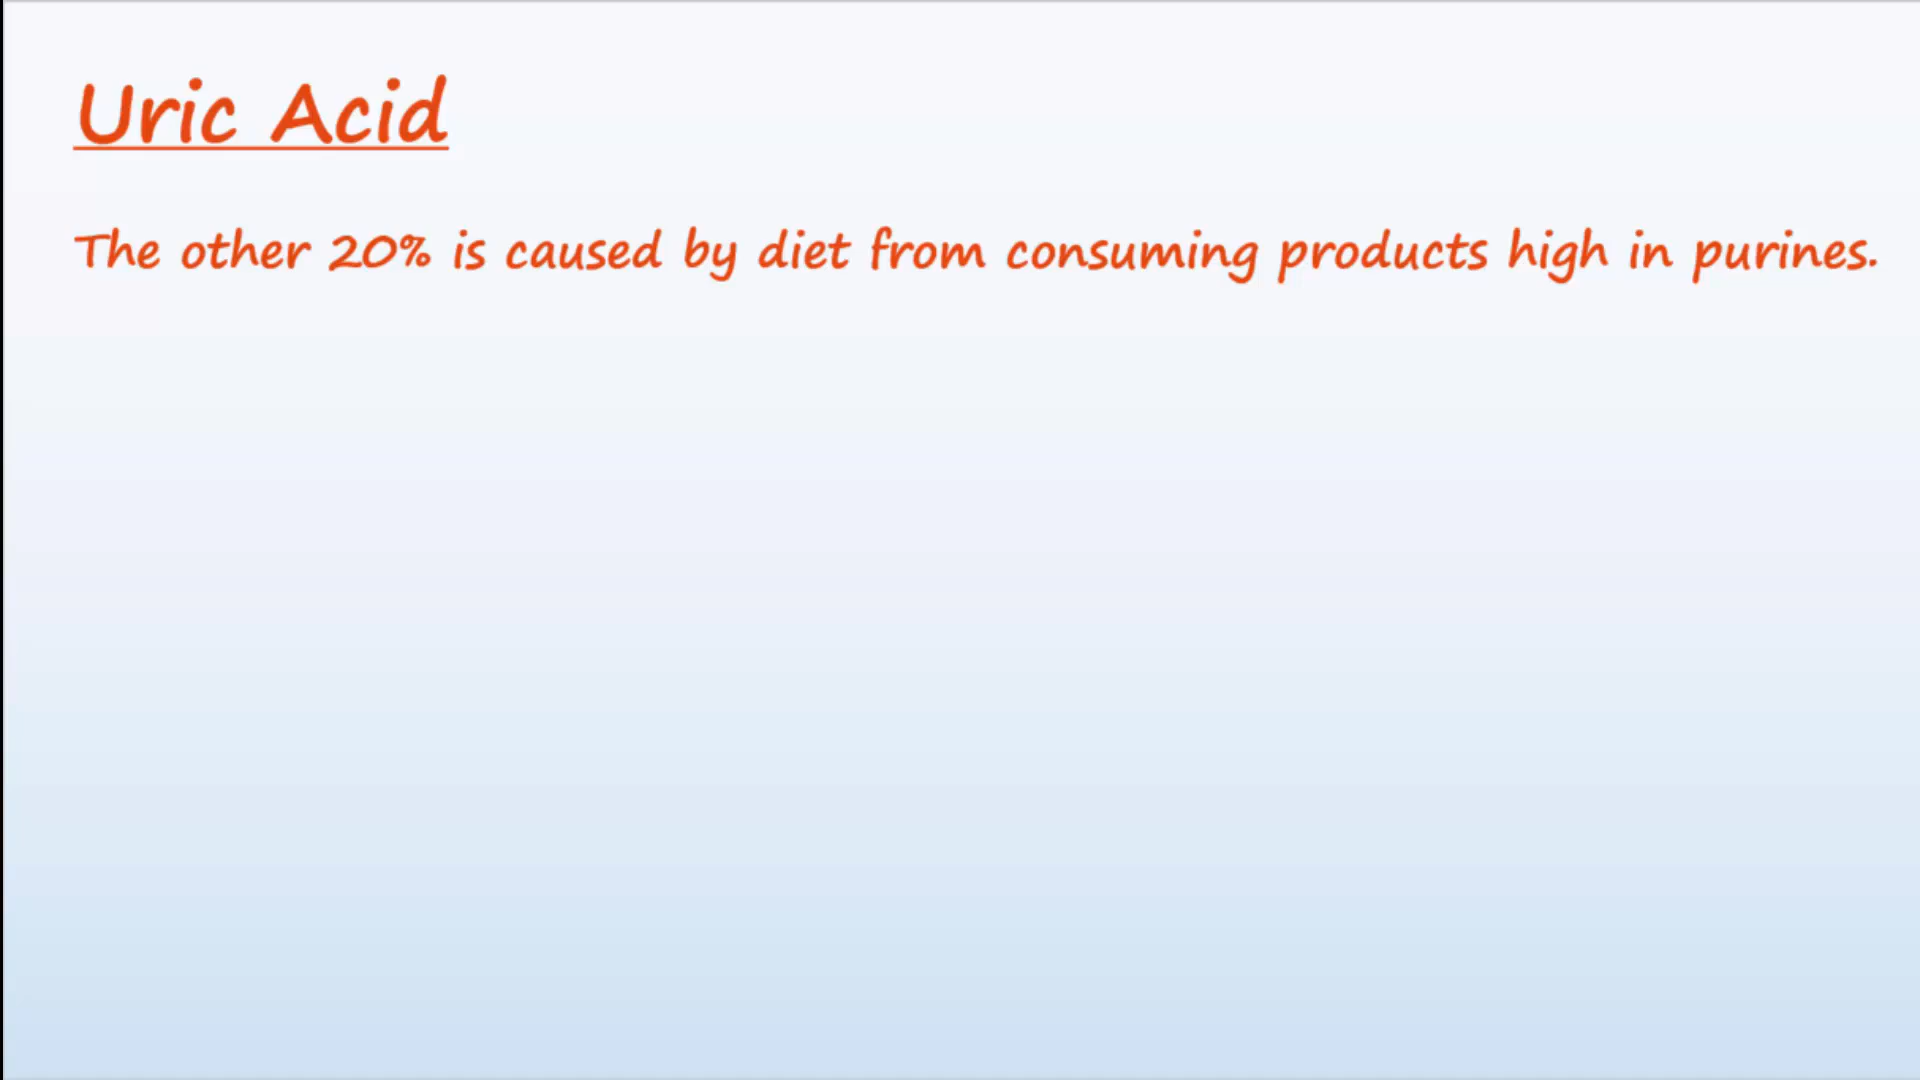 Uric Acid
The other 20% is caused by diet from consuming products high in purines.